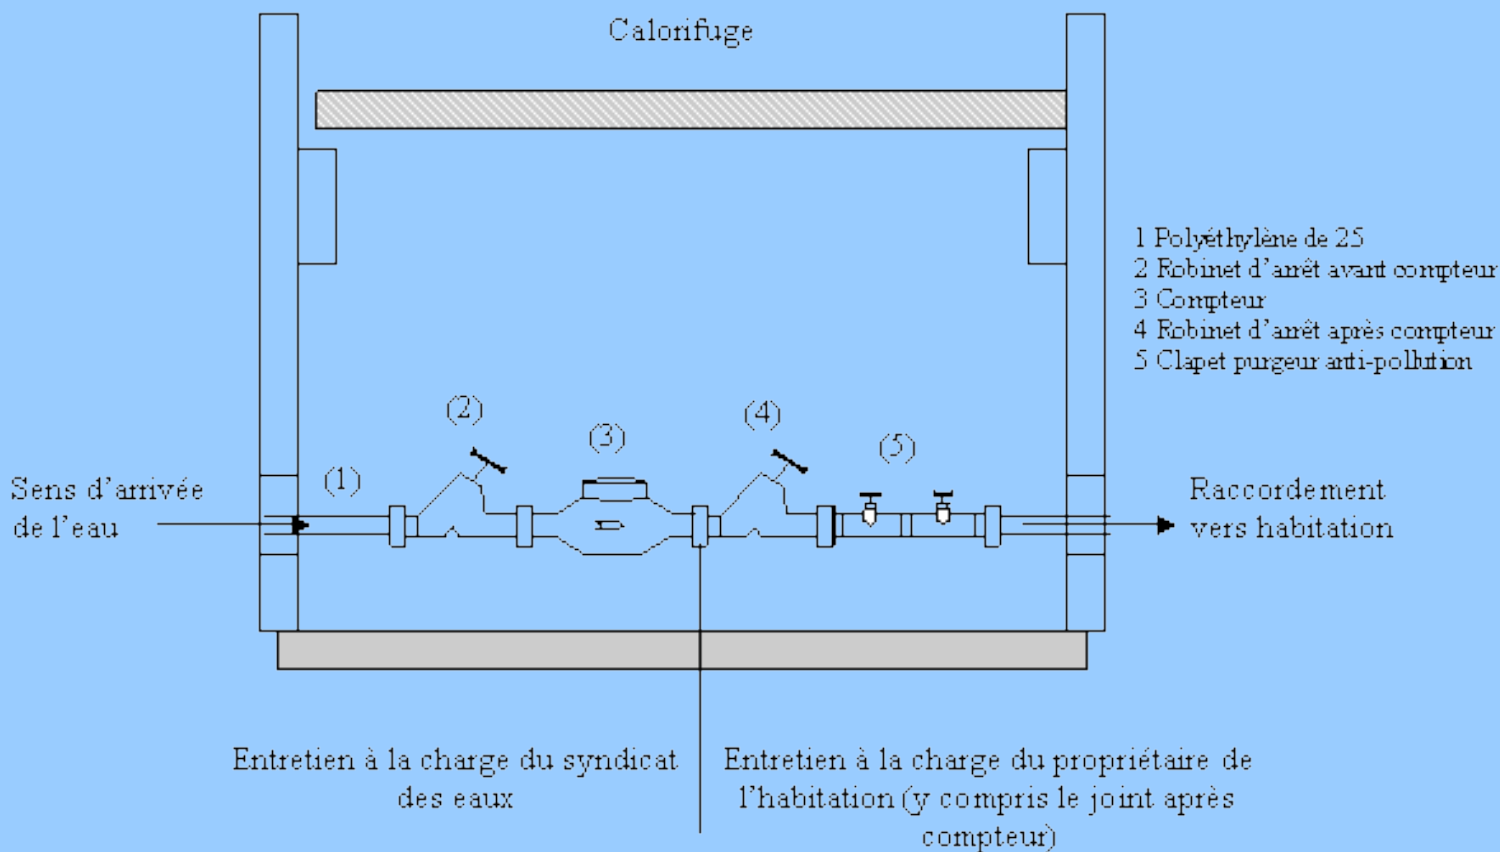 Calorifuge
1 Polyéthylène de 25
2 Robinet d'arrêt avant compteur
3 Compteur
4 Robinet d'arrêt après compteur
5 Clapet purgeur anti-pollution
(2)
(4)
(3)
(5)
(1)
Sens d'arrivée
de l'eau
Raccordement
vers habitation
Entretien à la charge du syndicat
des eaux
Entretien à la charge du propriétaire de
l'habitation (y compris le joint après
compteur)